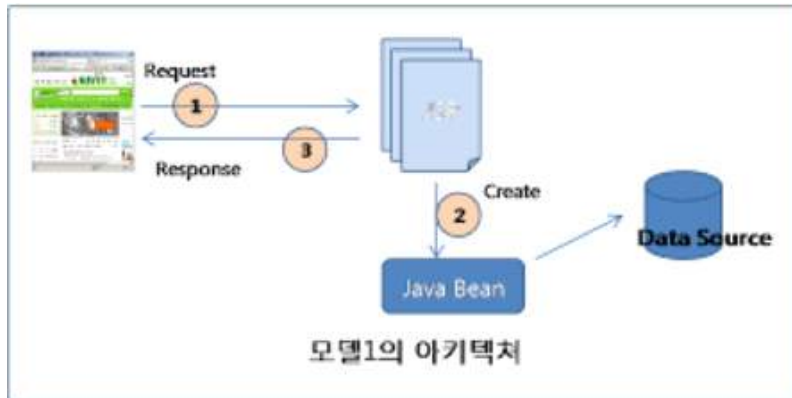 Request
1
3
Response
2
Create
Data Source
Java Bean
모델1의 아키텍처